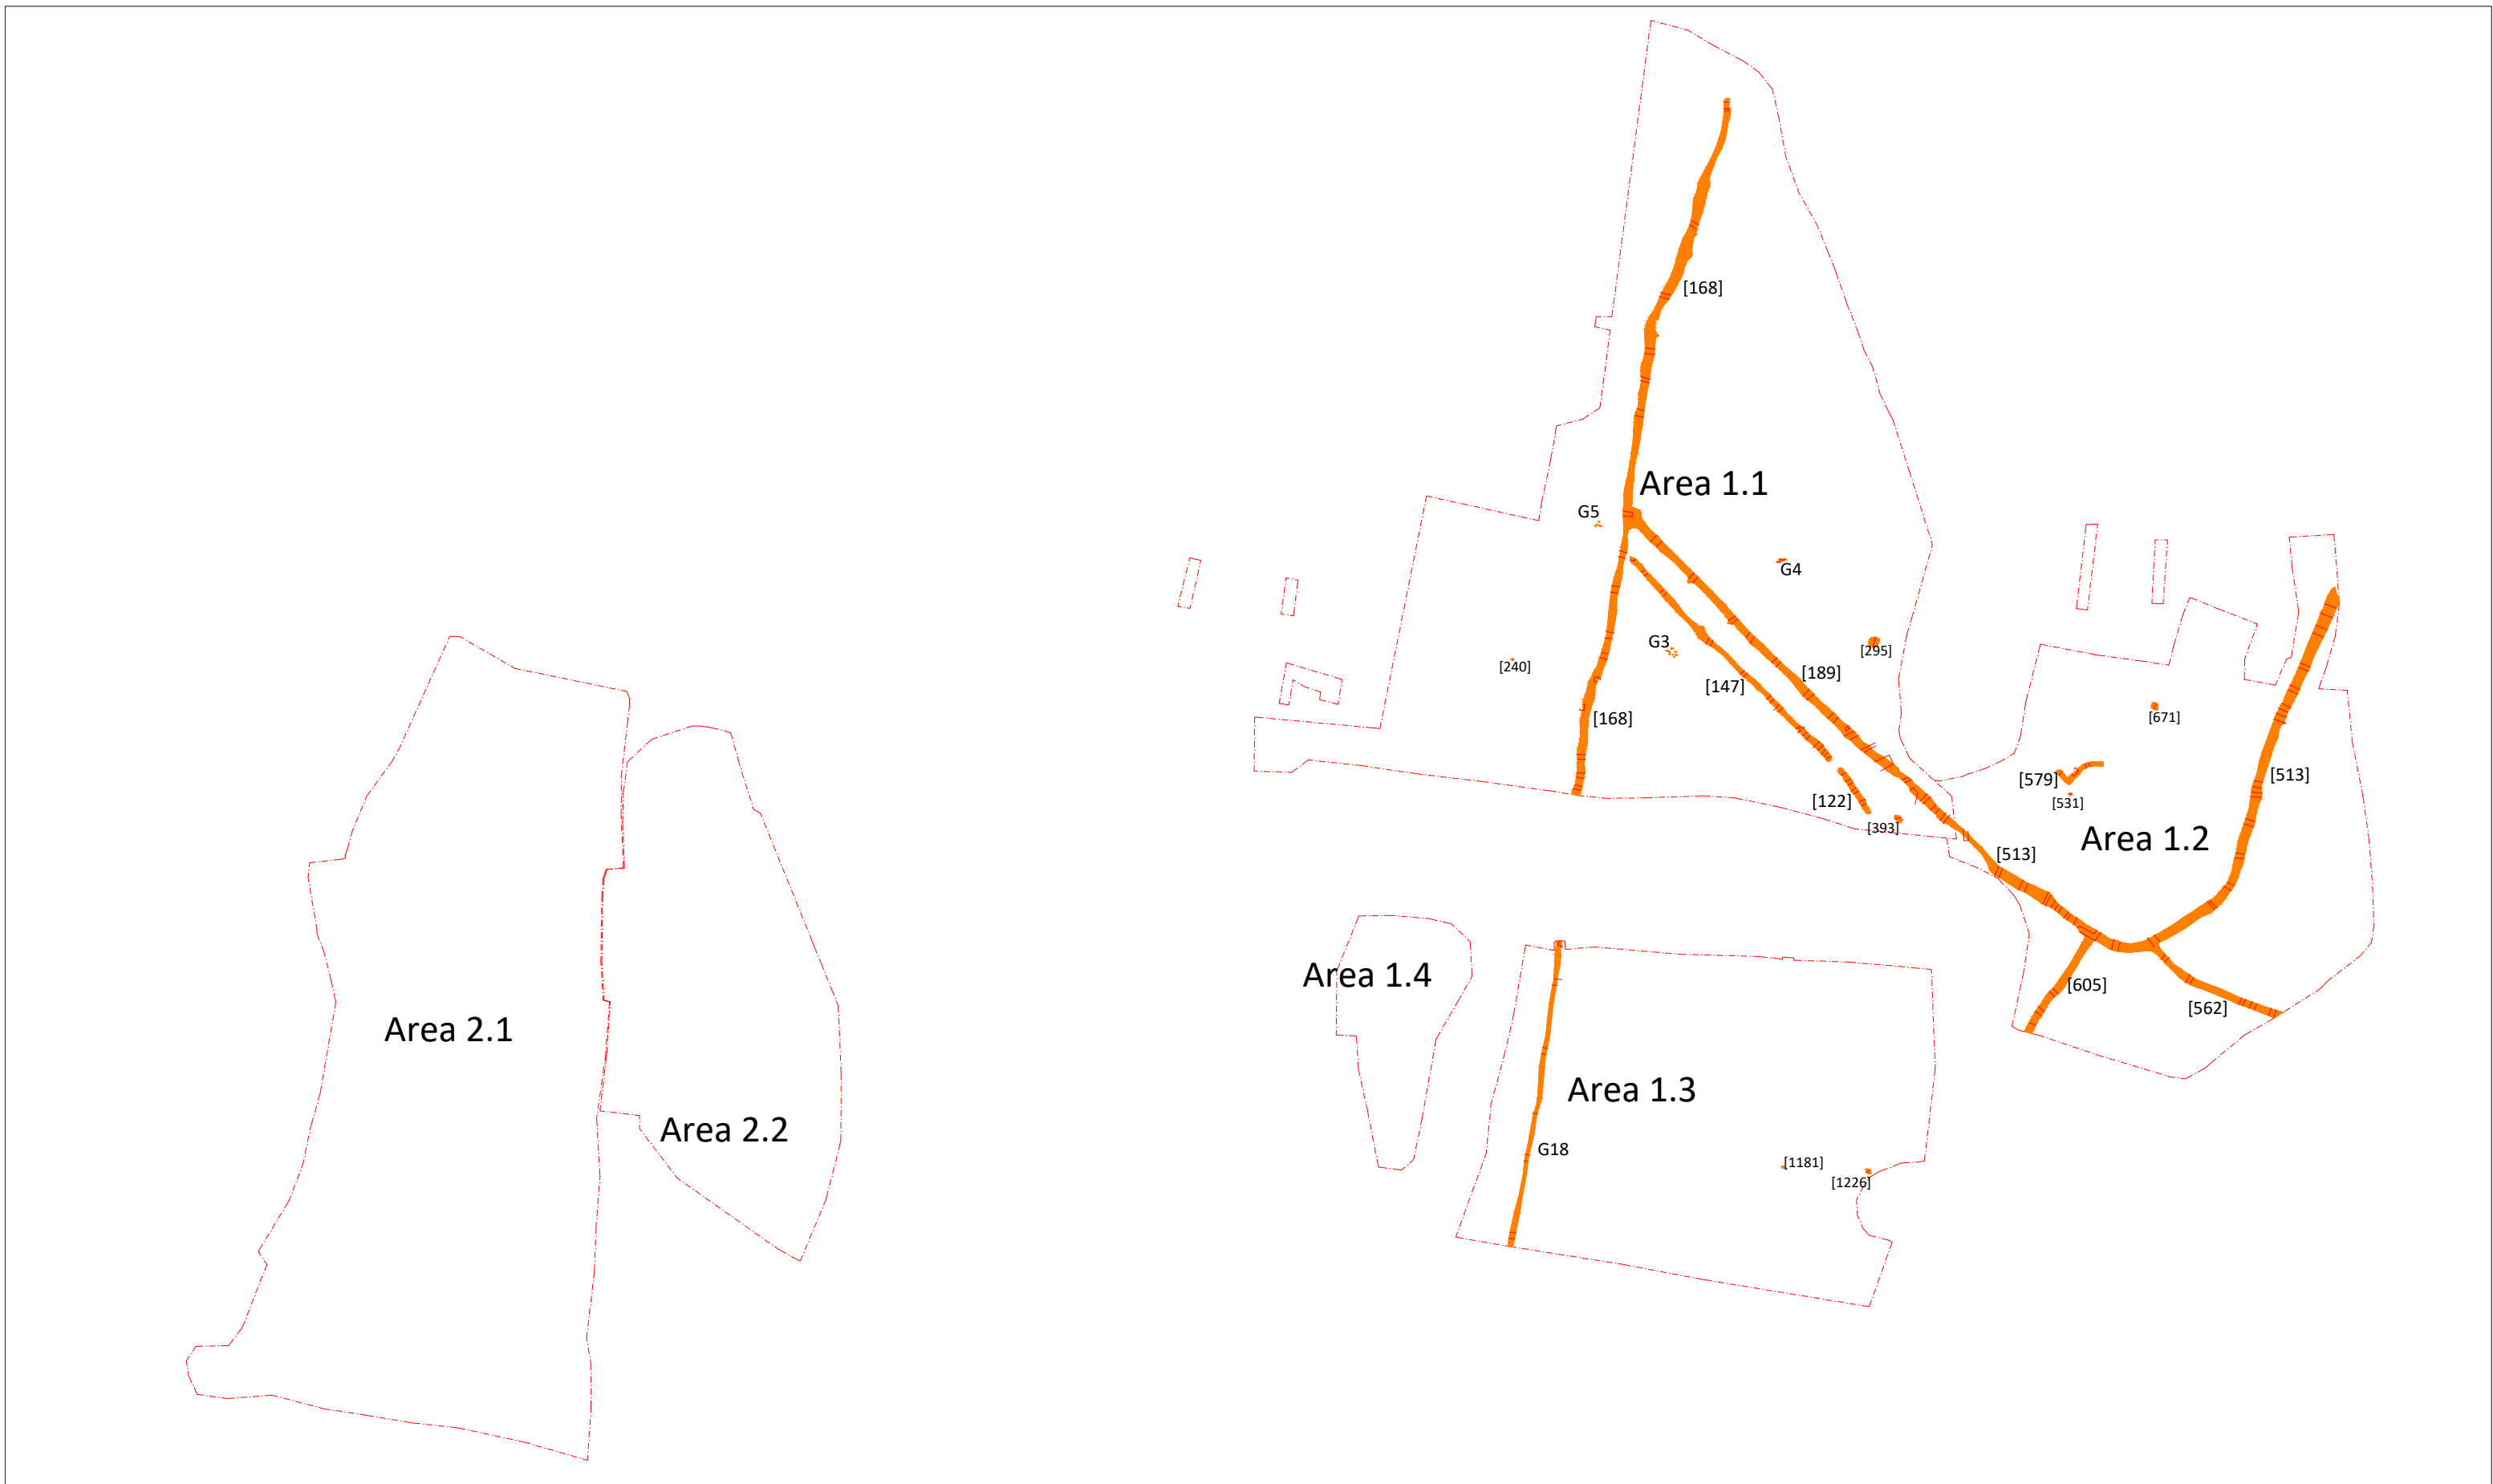 [168]
Area 1.1
G5
G4
G3
[295]
[240]
[189]
[147]
[671]
[168]
[579]
[513]
[122]
[531]
[393]
Area 1.2
[513]
Area 1.4
[605]
[562]
Area 2.1
Area 1.3
Area 2.2
G18
[1181]
[1226]